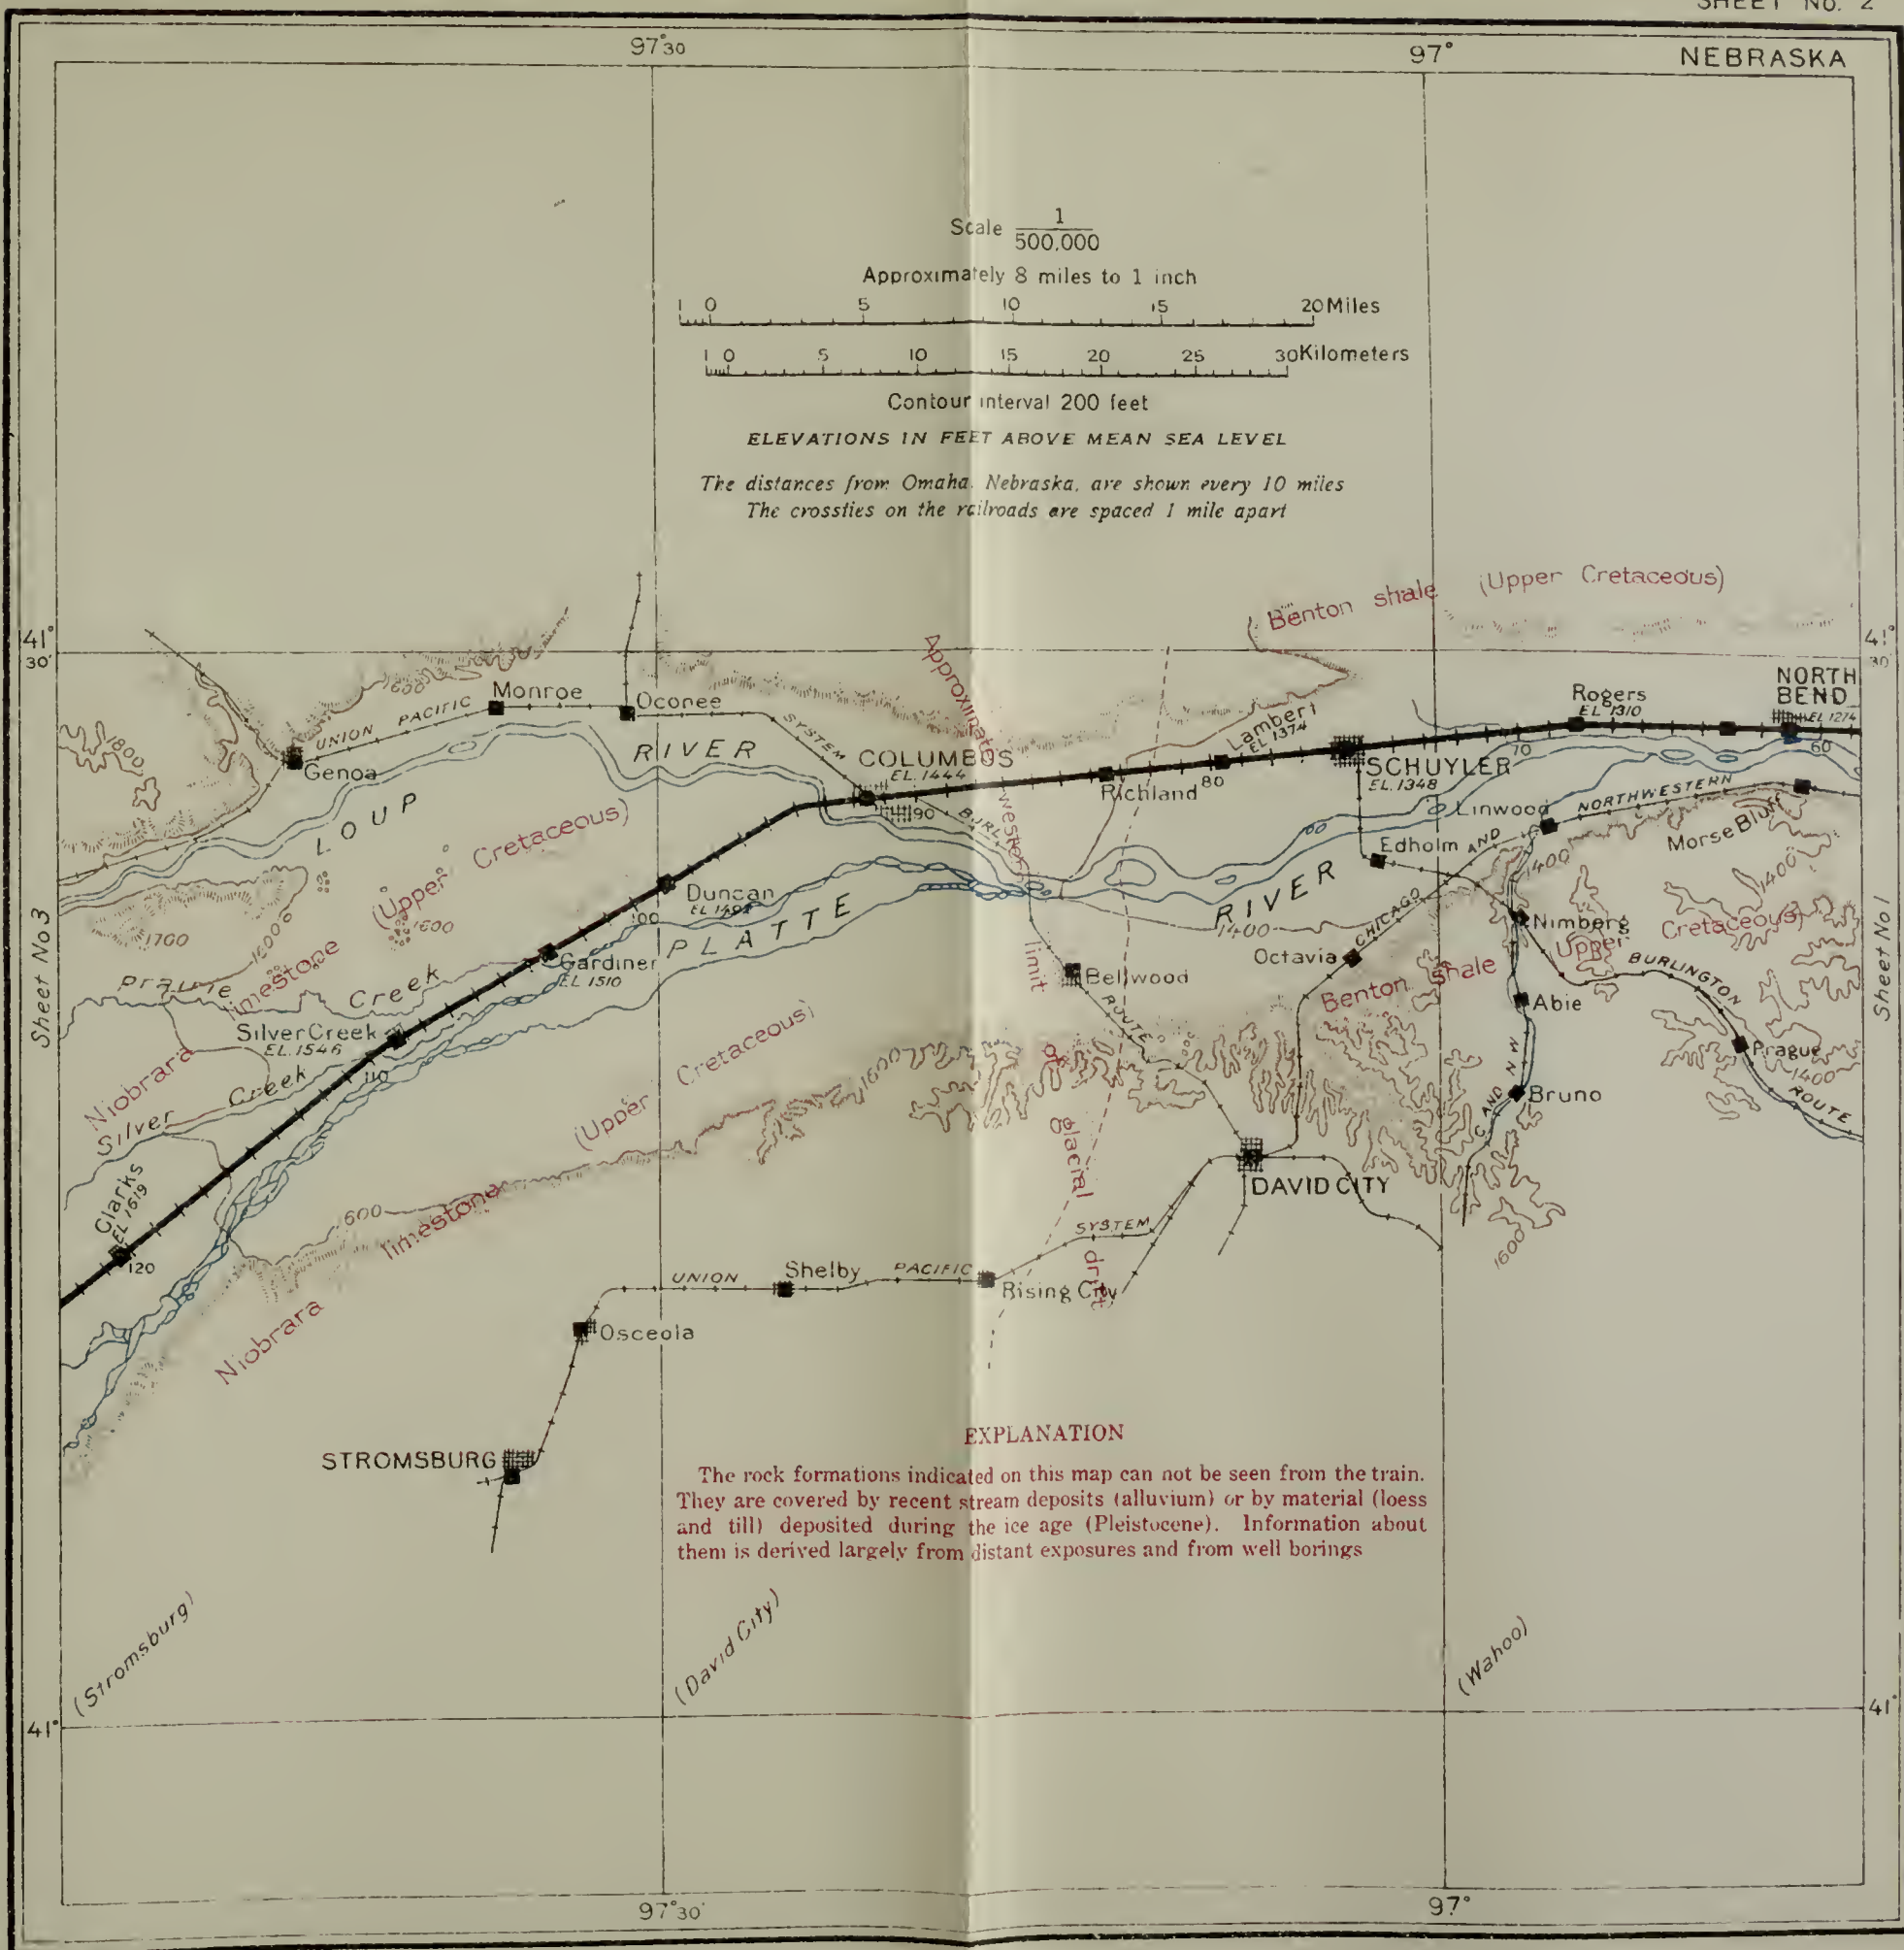 SHEET No. 2
97°30
97°
NEBRASKA
Scale 1
500,000
Approximately 8 miles to 1 inch
1 0 5 10 15 20 Miles
1 0 5 10 15 20 25 30 Kilometers
Contour interval 200 feet
ELEVATIONS IN FEET ABOVE MEAN SEA LEVEL
The distances from Omaha, Nebraska, are shown every 10 miles
The crossties on the railroads are spaced 1 mile apart
Benton shale (Upper Cretaceous)
41°
30'
41°
30'
NORTH
BEND
EL 1274
60
Rogers
EL 1310
70
Monroe
Oconee
600
UNION PACIFIC SYSTEM
Genoa
1800
LOUP RIVER
COLUMBUS
EL. 1444
90
Richland
80
Lambert
EL 1374
SCHUYLER
EL. 1348
Linwood
CHICAGO AND NORTHWESTERN
Morse Bluff
Edholm
1400
1400
BURL
Approximate western limit of glacial drift
Duncan
100
PLATTE RIVER
1400
Niobrara limestone (Upper Cretaceous)
1600
1700
1600
Prairie Creek
Gardiner
EL 1510
Silver Creek
EL. 1546
110
Silver Creek
Bellwood
ROUTE
Octavia
Nimberg
Benton shale Upper Cretaceous)
BURLINGTON
ROUTE
Abie
Prague
1400
Bruno
C AND N W
1600
Sheet No 3
Sheet No 1
Clarks
EL 1619
120
1600
600
Niobrara limestone (Upper Cretaceous)
DAVID CITY
UNION PACIFIC SYSTEM
Shelby
Rising City
Osceola
STROMSBURG
EXPLANATION
The rock formations indicated on this map can not be seen from the train.
They are covered by recent stream deposits (alluvium) or by material (loess
and till) deposited during the ice age (Pleistocene). Information about
them is derived largely from distant exposures and from well borings
(Stromsburg)
(David City)
(Wahoo)
41°
41°
97°30'
97°